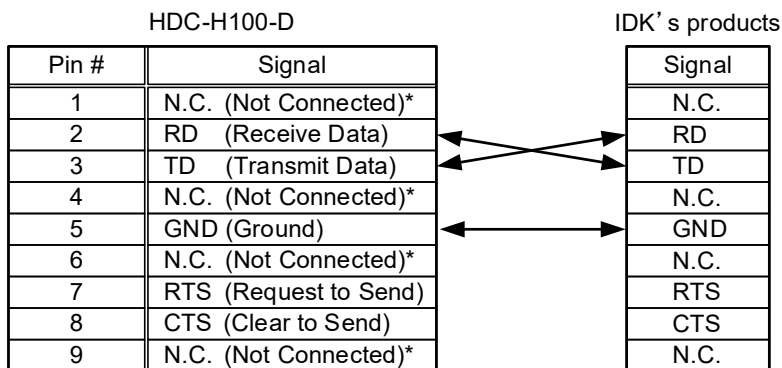 HDC-H100-D IDK’s products
Pin # Signal Signal
1 N.C. (Not Connected)* N.C.
2 RD (Receive Data) RD
3 TD (Transmit Data) TD
4 N.C. (Not Connected)* N.C.
5 GND (Ground) GND
6 N.C. (Not Connected)* N.C.
7 RTS (Request to Send) RTS
8 CTS (Clear to Send) CTS
9 N.C. (Not Connected)* N.C.